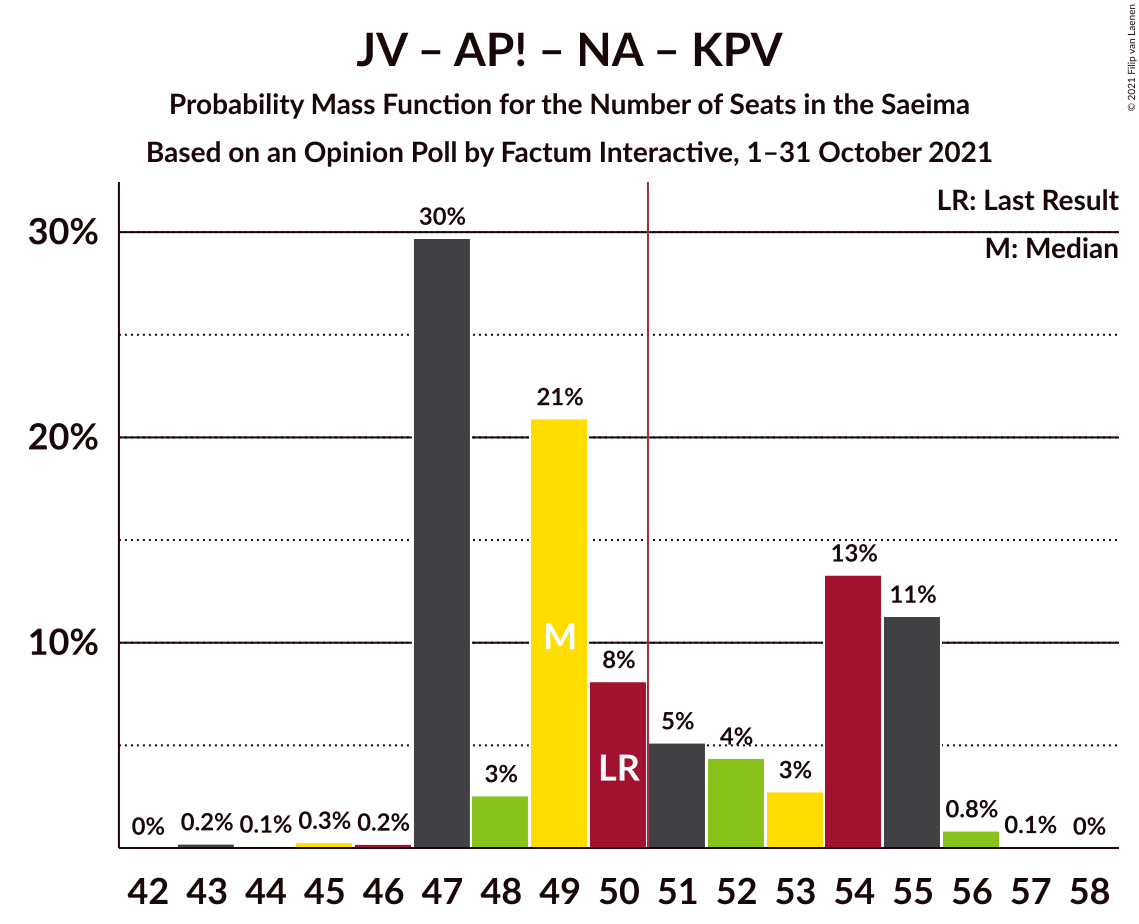 JV – AP! – NA – KPV
Probability Mass Function for the Number of Seats in the Saeima
Based on an Opinion Poll by Factum Interactive, 1–31 October 2021
© 2021 Filip van Laenen
LR: Last Result
M: Median
30%
20%
10%
0%
0.2%
0.1%
0.3%
0.2%
30%
3%
21%
8%
5%
4%
3%
13%
11%
0.8%
0.1%
0%
M
LR
42 43 44 45 46 47 48 49 50 51 52 53 54 55 56 57 58